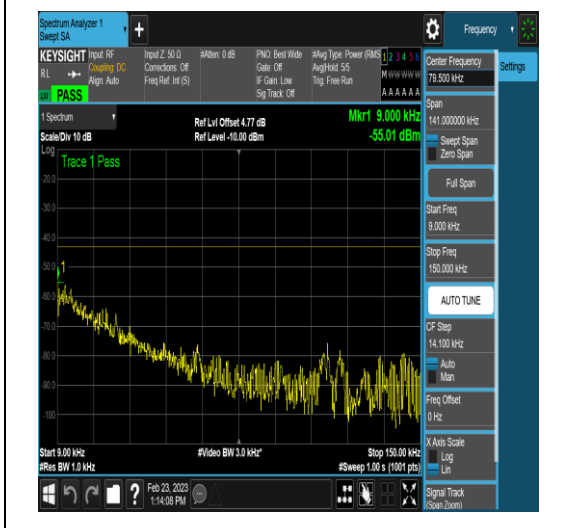 Spectrum Analyzer 1
Swept SA
+
Frequency
KEYSIGHT
Input: RF
Coupling: DC
Align: Auto
Input Z: 50 Ω
Corrections: Off
Freq Ref: Int (S)
#Atten: 0 dB
PNO: Best Wide
Gate: Off
IF Gain: Low
Sig Track: Off
#Avg Type: Power (RMS
Avg|Hold: 5/5
Trig: Free Run
1 2 3 4 5 6
M W W W W W
A A A A A A
RL
PASS
1 Spectrum
Scale/Div 10 dB
Ref Lvl Offset 4.77 dB
Ref Level -10.00 dBm
Mkr1 9.000 kHz
-55.01 dBm
Log
Trace 1 Pass
-20.0
-30.0
-40.0
-50.0
1
-60.0
-70.0
-80.0
-90.0
-100
Start 9.00 kHz
#Res BW 1.0 kHz
#Video BW 3.0 kHz*
Stop 150.00 kHz
#Sweep 1.00 s (1001 pts)
Feb 23, 2023
1:14:08 PM
?
Center Frequency
79.500 kHz
Settings
Span
141.000000 kHz
Swept Span
Zero Span
Full Span
Start Freq
9.000 kHz
Stop Freq
150.000 kHz
AUTO TUNE
CF Step
14.100 kHz
Auto
Man
Freq Offset
0 Hz
X Axis Scale
Log
Lin
Signal Track
(Span Zoom)